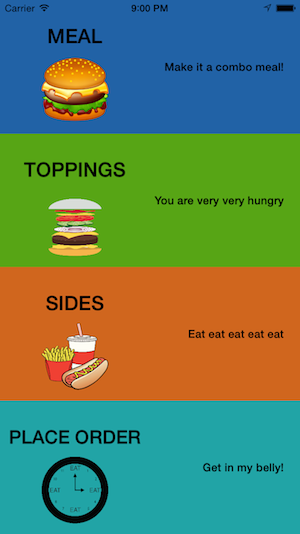 Carrier 9:00 PM
MEAL
Make it a combo meal!
TOPPINGS
You are very very hungry
SIDES
Eat eat eat eat eat
PLACE ORDER
Get in my belly!
EAT
EAT EAT
EAT